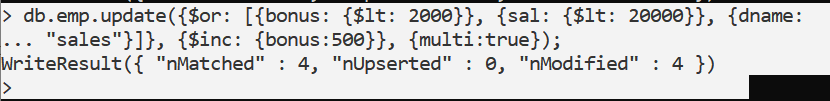 > db.emp.update({$or: [{bonus: {$lt: 2000}}, {sal: {$lt: 20000}}, {dname:
... "sales"}]}, {$inc: {bonus:500}}, {multi:true});
WriteResult({ "nMatched" : 4, "nUpserted" : 0, "nModified" : 4 })
>